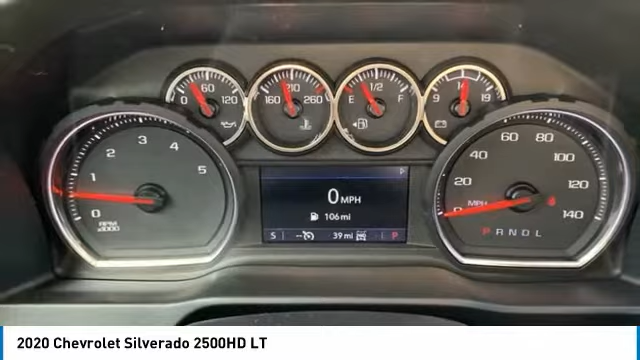 0 60 120
160 210 260
E 1/2 F
9 14 19
0 1 2 3 4 5
RPM
x1000
0 MPH
106 mi
S --
39 mi
P
0 20 40 60 80 100 120 140
MPH
P R N D L
2020 Chevrolet Silverado 2500HD LT